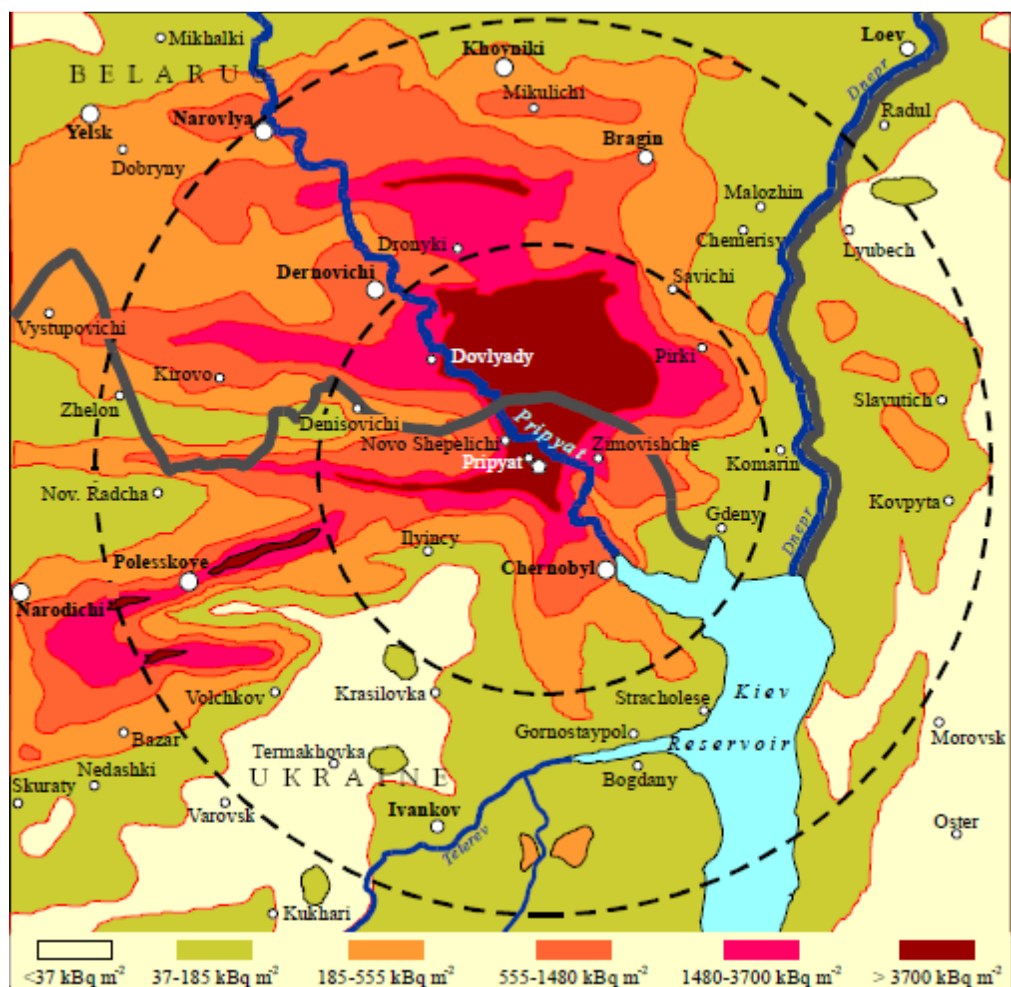 Mikhalki
Khoyniki
Loev
BELARUS
Dnepr
Mikulichi
Radul
Yelsk
Narovlya
Bragin
Dobryny
Malozhin
Chemerisy
Lyubech
Dronyki
Dernovichi
Savichi
Vystupovichi
Pirki
Dovlyady
Kirovo
Zhelon
Slavutich
Denisovichi
Pripyat
Novo Shepelichi
Zimovishche
Komarin
Pripyat
Nov. Radcha
Kovpyta
Gdeny
Ilyincy
Dnepr
Polesskoye
Chernobyl
Narodichi
Volchkov
Krasilovka
Stracholese
Kiev
Bazar
Gornostaypol
Reservoir
Morovsk
Termakhovka
Nedashki
UKRAINE
Bogdany
Skuraty
Varovsk
Ivankov
Oster
Teterev
Kukhari
<37 kBq m-2
37-185 kBq m-2
185-555 kBq m-2
555-1480 kBq m-2
1480-3700 kBq m-2
> 3700 kBq m-2